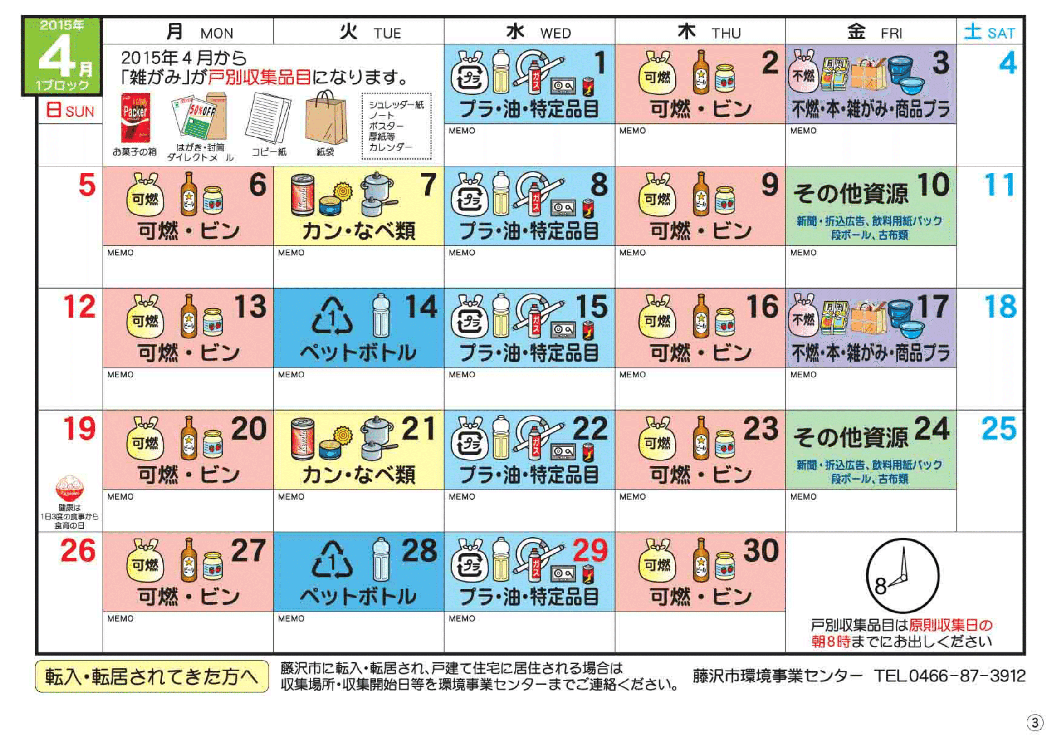 2015年
4月
1ブロック
月 MON
火 TUE
水 WED
木 THU
金 FRI
土 SAT
日 SUN
2015年4月から
「雑がみ」が戸別収集品目になります。
お菓子の箱
はがき・封筒
ダイレクトメール
コピー紙
紙袋
シュレッダー紙
ノート
ポスター
厚紙等
カレンダー
プラ
ガス
1
プラ・油・特定品目
MEMO
可燃
2
可燃・ビン
MEMO
不燃
3
不燃・本・雑がみ・商品プラ
MEMO
4
5
可燃
6
可燃・ビン
MEMO
7
カン・なべ類
MEMO
プラ
ガス
8
プラ・油・特定品目
MEMO
可燃
9
可燃・ビン
MEMO
その他資源 10
新聞・折込広告、飲料用紙パック
段ボール、古布類
MEMO
11
12
可燃
13
可燃・ビン
MEMO
1
14
ペットボトル
MEMO
プラ
ガス
15
プラ・油・特定品目
MEMO
可燃
16
可燃・ビン
MEMO
不燃
17
不燃・本・雑がみ・商品プラ
MEMO
18
19
健康は
1日3度の食事から
食育の日
可燃
20
可燃・ビン
MEMO
21
カン・なべ類
MEMO
プラ
ガス
22
プラ・油・特定品目
MEMO
可燃
23
可燃・ビン
MEMO
その他資源 24
新聞・折込広告、飲料用紙パック
段ボール、古布類
MEMO
25
26
可燃
27
可燃・ビン
MEMO
1
28
ペットボトル
MEMO
プラ
ガス
29
プラ・油・特定品目
MEMO
可燃
30
可燃・ビン
MEMO
8
戸別収集品目は原則収集日の
朝8時までにお出しください
転入・転居されてきた方へ
藤沢市に転入・転居され、戸建て住宅に居住される場合は
収集場所・収集開始日等を環境事業センターまでご連絡ください。
藤沢市環境事業センター TEL0466-87-3912
③